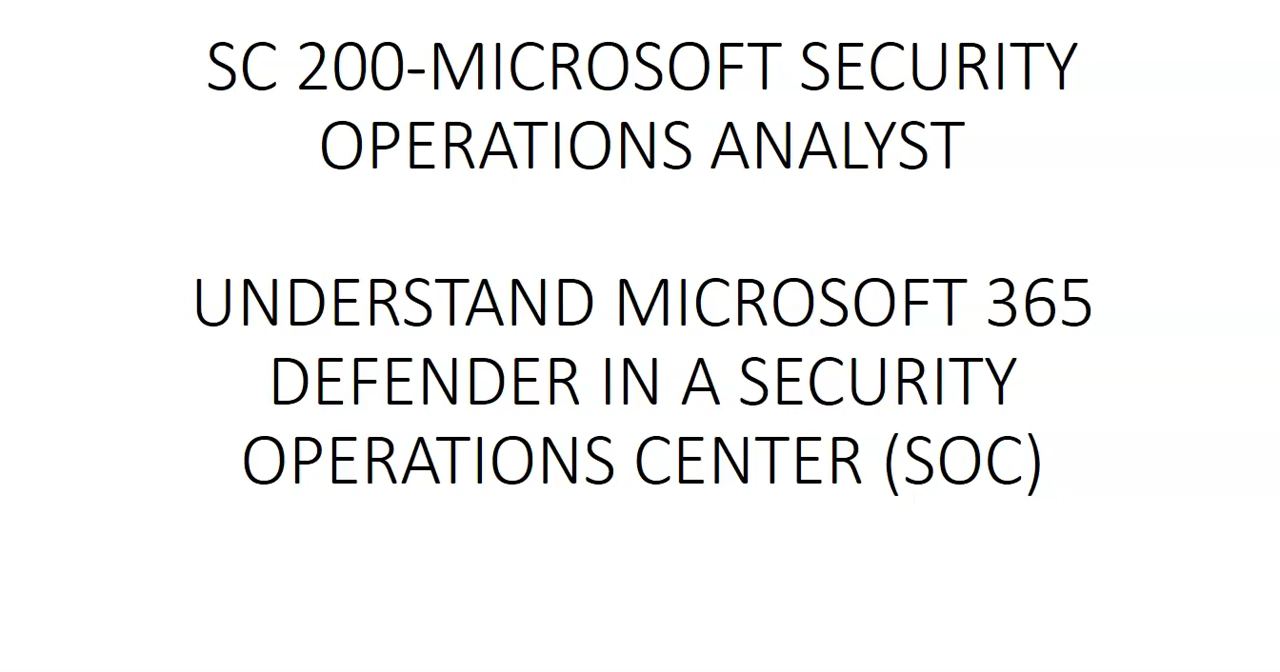 SC 200-MICROSOFT SECURITY
OPERATIONS ANALYST
UNDERSTAND MICROSOFT 365
DEFENDER IN A SECURITY
OPERATIONS CENTER (SOC)